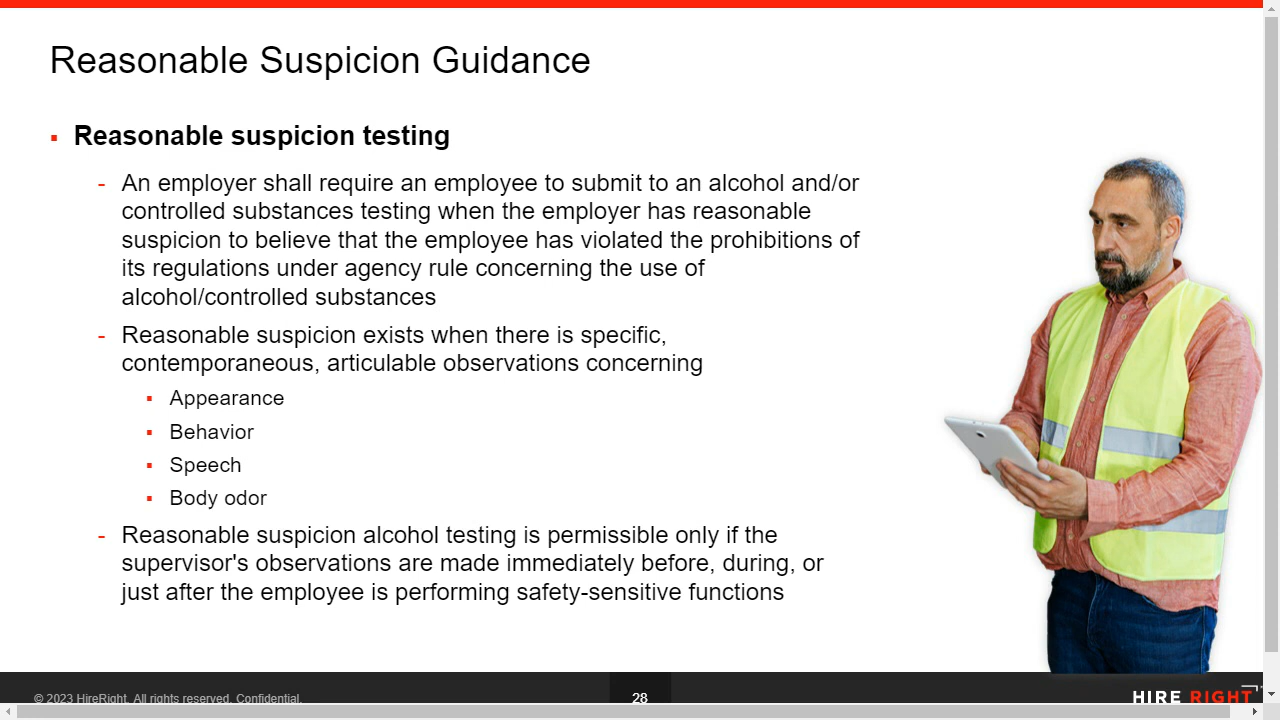 Reasonable Suspicion Guidance
Reasonable suspicion testing
- An employer shall require an employee to submit to an alcohol and/or
controlled substances testing when the employer has reasonable
suspicion to believe that the employee has violated the prohibitions of
its regulations under agency rule concerning the use of
alcohol/controlled substances
- Reasonable suspicion exists when there is specific,
contemporaneous, articulable observations concerning
Appearance
Behavior
Speech
Body odor
- Reasonable suspicion alcohol testing is permissible only if the
supervisor's observations are made immediately before, during, or
just after the employee is performing safety-sensitive functions
© 2023 HireRight. All rights reserved. Confidential.
28
HIRE RIGHT